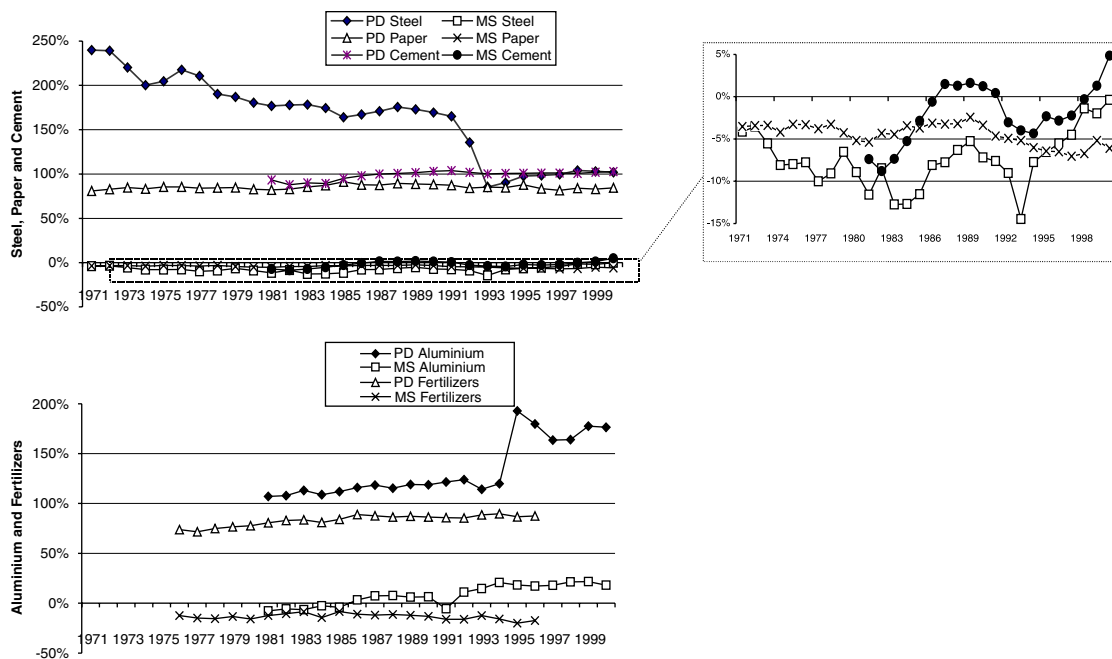 PD Steel MS Steel
PD Paper MS Paper
PD Cement MS Cement
Steel, Paper and Cement
250%
200%
150%
100%
50%
0%
-50%
1971 1973 1975 1977 1979 1981 1983 1985 1987 1989 1991 1993 1995 1997 1999
5%
0%
-5%
-10%
-15%
1971 1974 1977 1980 1983 1986 1989 1992 1995 1998
PD Aluminium
MS Aluminium
PD Fertilizers
MS Fertilizers
Aluminium and Fertilizers
200%
150%
100%
50%
0%
-50%
1971 1973 1975 1977 1979 1981 1983 1985 1987 1989 1991 1993 1995 1997 1999